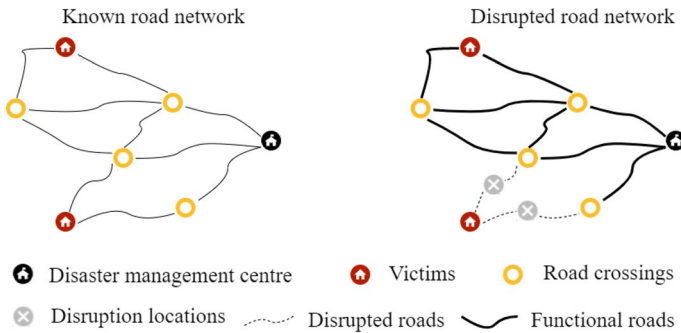 Known road network
Disrupted road network
Disaster management centre
Victims
Road crossings
Disruption locations
Disrupted roads
Functional roads